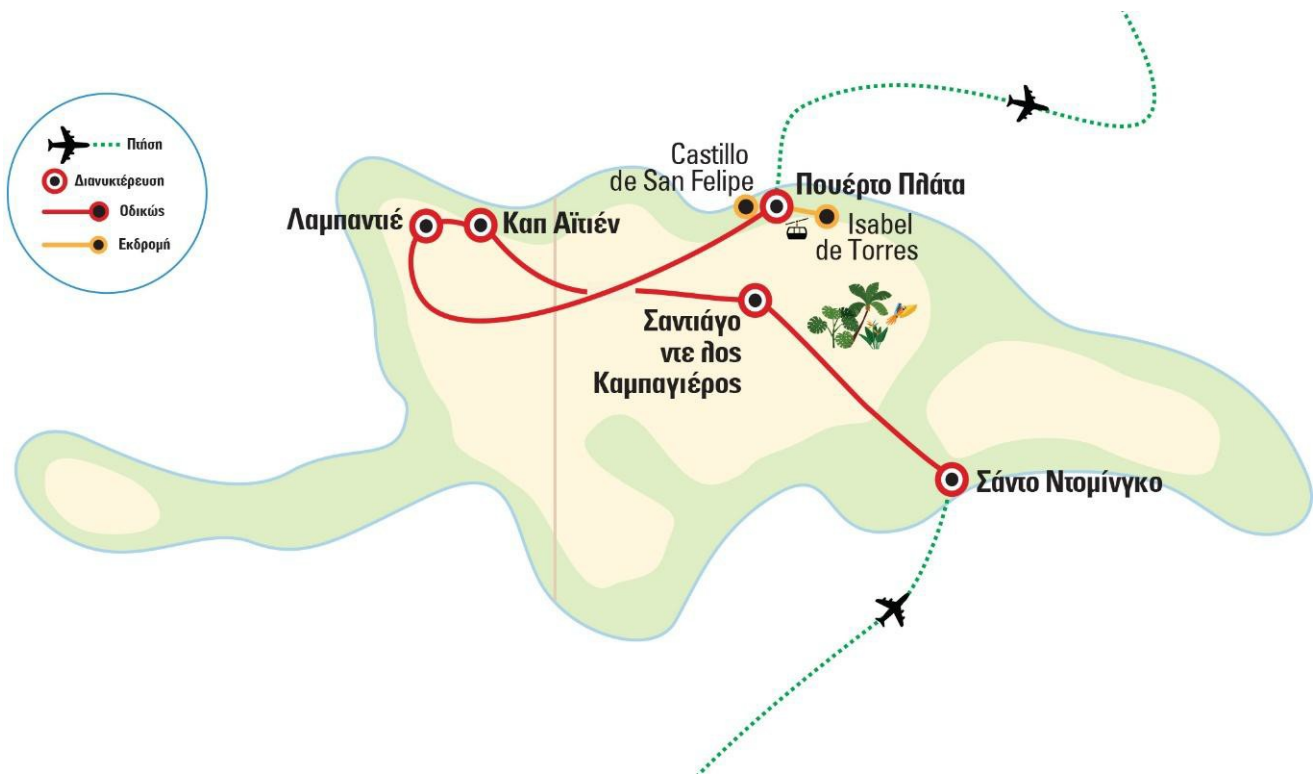 Πτήση
Διανυκτέρευση
Οδικώς
Εκδρομή
Castillo
de San Felipe
Πουέρτο Πλάτα
Isabel
de Torres
Λαμπαντιέ
Καπ Αϊτιέν
Σαντιάγο
ντε λος
Καμπαγιέρος
Σάντο Ντομίνγκο